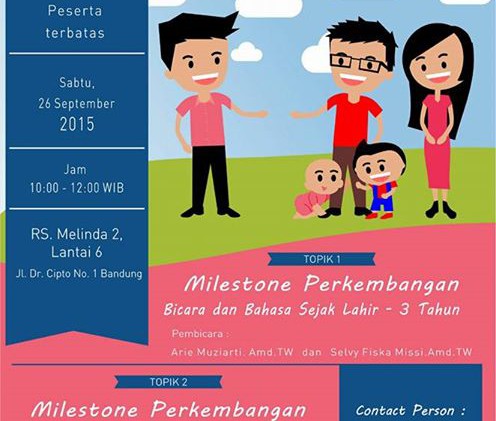 Peserta
terbatas
Sabtu,
26 September
2015
Jam
10:00 - 12:00 WIB
RS. Melinda 2,
Lantai 6
Jl. Dr. Cipto No. 1 Bandung
TOPIK 1
Milestone Perkembangan
Bicara dan Bahasa Sejak Lahir - 3 Tahun
Pembicara :
Arie Muziarti. Amd.TW dan Selvy Fiska Missi.Amd.TW
TOPIK 2
Milestone Perkembangan
Contact Person :